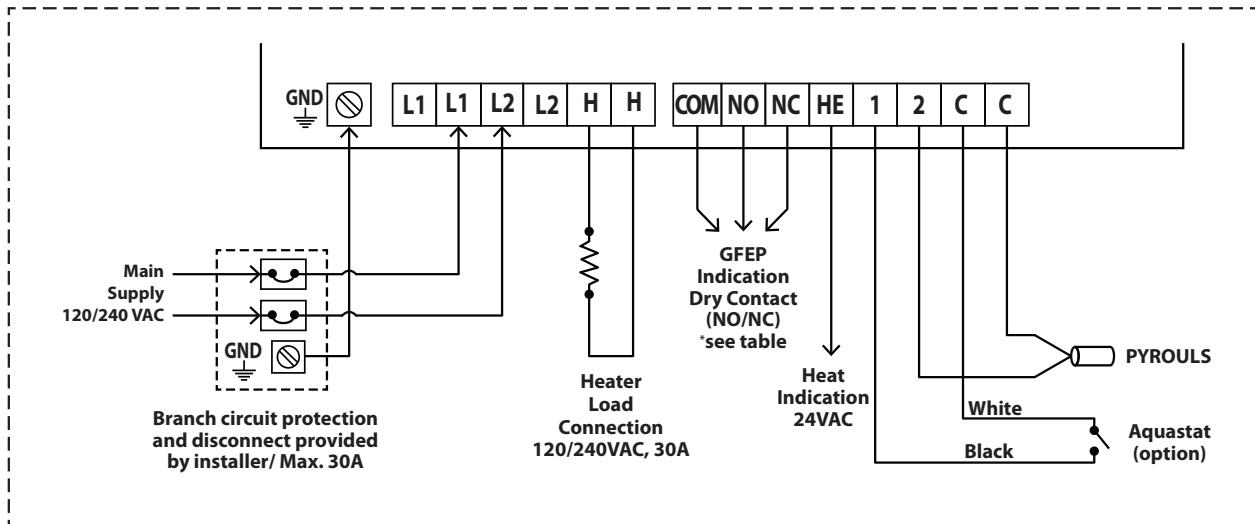 GND
L1 L1 L2 L2 H H
COM NO NC HE 1 2 C C
Main
Supply
120/240 VAC
GND
Branch circuit protection
and disconnect provided
by installer/ Max. 30A
Heater
Load
Connection
120/240VAC, 30A
GFEP
Indication
Dry Contact
(NO/NC)
*see table
Heat
Indication
24VAC
PYROULS
White
Black
Aquastat
(option)